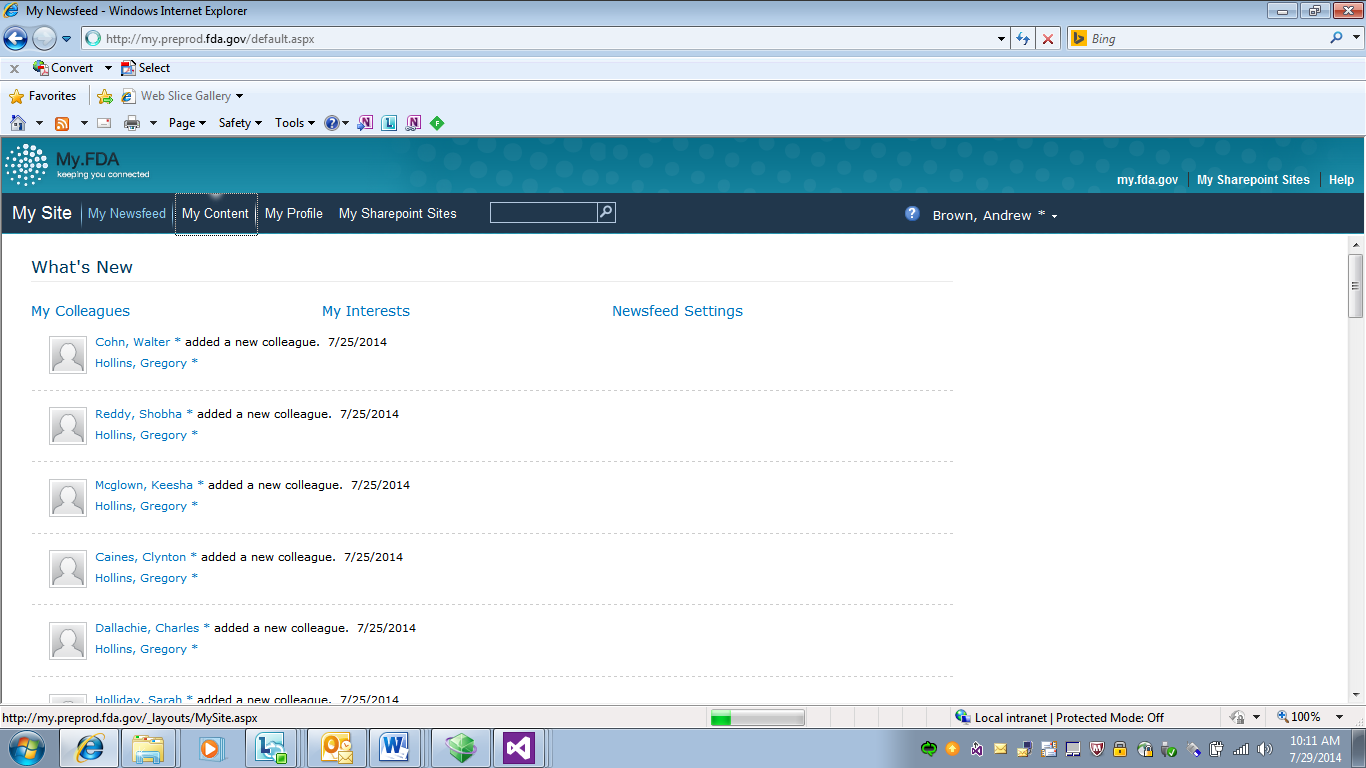 My Newsfeed - Windows Internet Explorer
http://my.preprod.fda.gov/default.aspx
Bing
x Convert Select
Favorites Web Slice Gallery
Page Safety Tools
My.FDA
keeping you connected
my.fda.gov My Sharepoint Sites Help
My Site My Newsfeed My Content My Profile My Sharepoint Sites Brown, Andrew *
What's New
My Colleagues My Interests Newsfeed Settings
Cohn, Walter * added a new colleague. 7/25/2014
Hollins, Gregory *
Reddy, Shobha * added a new colleague. 7/25/2014
Hollins, Gregory *
Mcglown, Keesha * added a new colleague. 7/25/2014
Hollins, Gregory *
Caines, Clynton * added a new colleague. 7/25/2014
Hollins, Gregory *
Dallachie, Charles * added a new colleague. 7/25/2014
Hollins, Gregory *
Holliday, Sarah * added a new colleague. 7/25/2014
http://my.preprod.fda.gov/_layouts/MySite.aspx Local intranet | Protected Mode: Off 100%
10:11 AM
7/29/2014